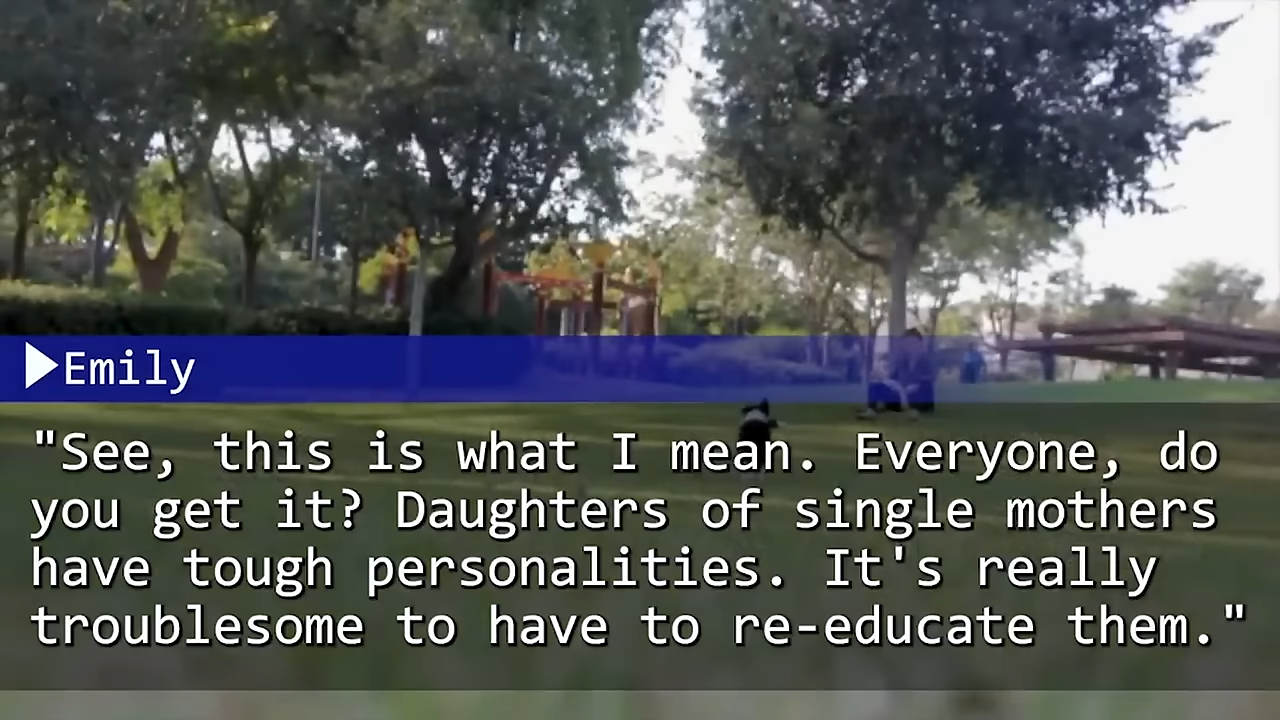 ▶Emily
"See, this is what I mean. Everyone, do
you get it? Daughters of single mothers
have tough personalities. It's really
troublesome to have to re-educate them."